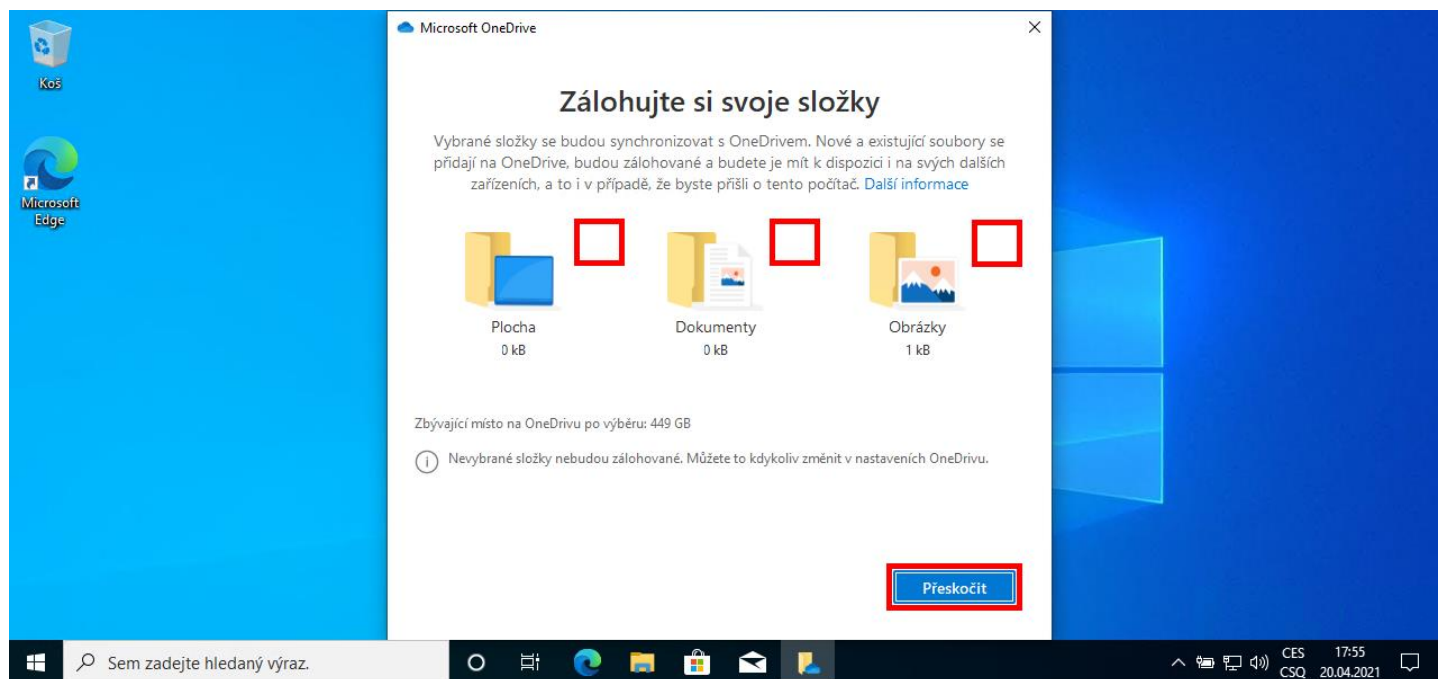 Koš
Microsoft
Edge
Microsoft OneDrive
Zálohujte si svoje složky
Vybrané složky se budou synchronizovat s OneDrivem. Nové a existující soubory se
přidají na OneDrive, budou zálohované a budete je mít k dispozici i na svých dalších
zařízeních, a to i v případě, že byste přišli o tento počítač. Další informace
Plocha
0 kB
Dokumenty
0 kB
Obrázky
1 kB
Zbývající místo na OneDrivu po výběru: 449 GB
Nevybrané složky nebudou zálohované. Můžete to kdykoliv změnit v nastaveních OneDrivu.
Přeskočit
Sem zadejte hledaný výraz.
CES
CSQ
17:55
20.04.2021